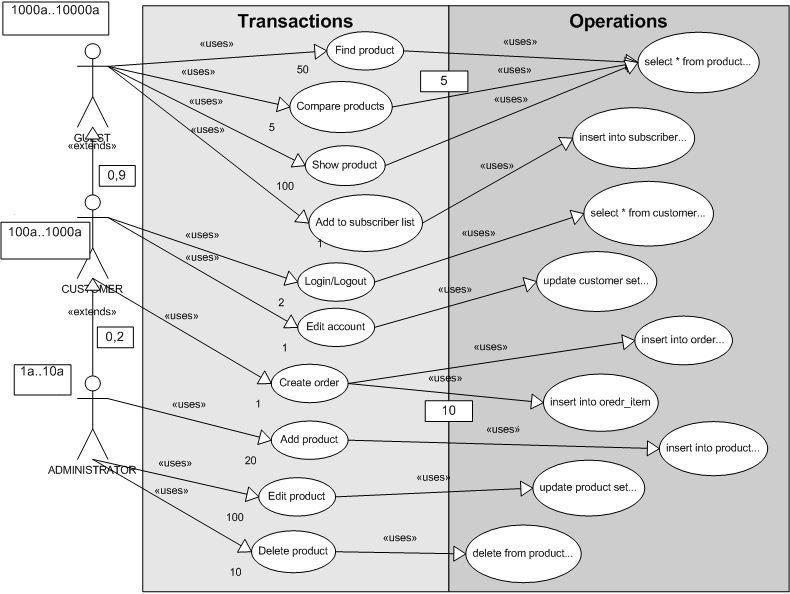 1000a..10000a
Transactions
Operations
«uses»
Find product
50
«uses»
select * from product...
«uses»
Compare products
5
«uses»
5
«uses»
Show product
100
«uses»
«uses»
Add to subscriber list
1
«uses»
insert into subscriber...
GUEST
«extends»
0,9
100a..1000a
«uses»
Login/Logout
2
«uses»
select * from customer...
«uses»
Edit account
1
«uses»
update customer set...
CUSTOMER
«extends»
0,2
«uses»
Create order
1
«uses»
insert into order...
«uses»
10
insert into oredr_item
1a..10a
«uses»
Add product
20
«uses»
insert into product...
ADMINISTRATOR
«uses»
Edit product
100
«uses»
update product set...
«uses»
Delete product
10
«uses»
delete from product...